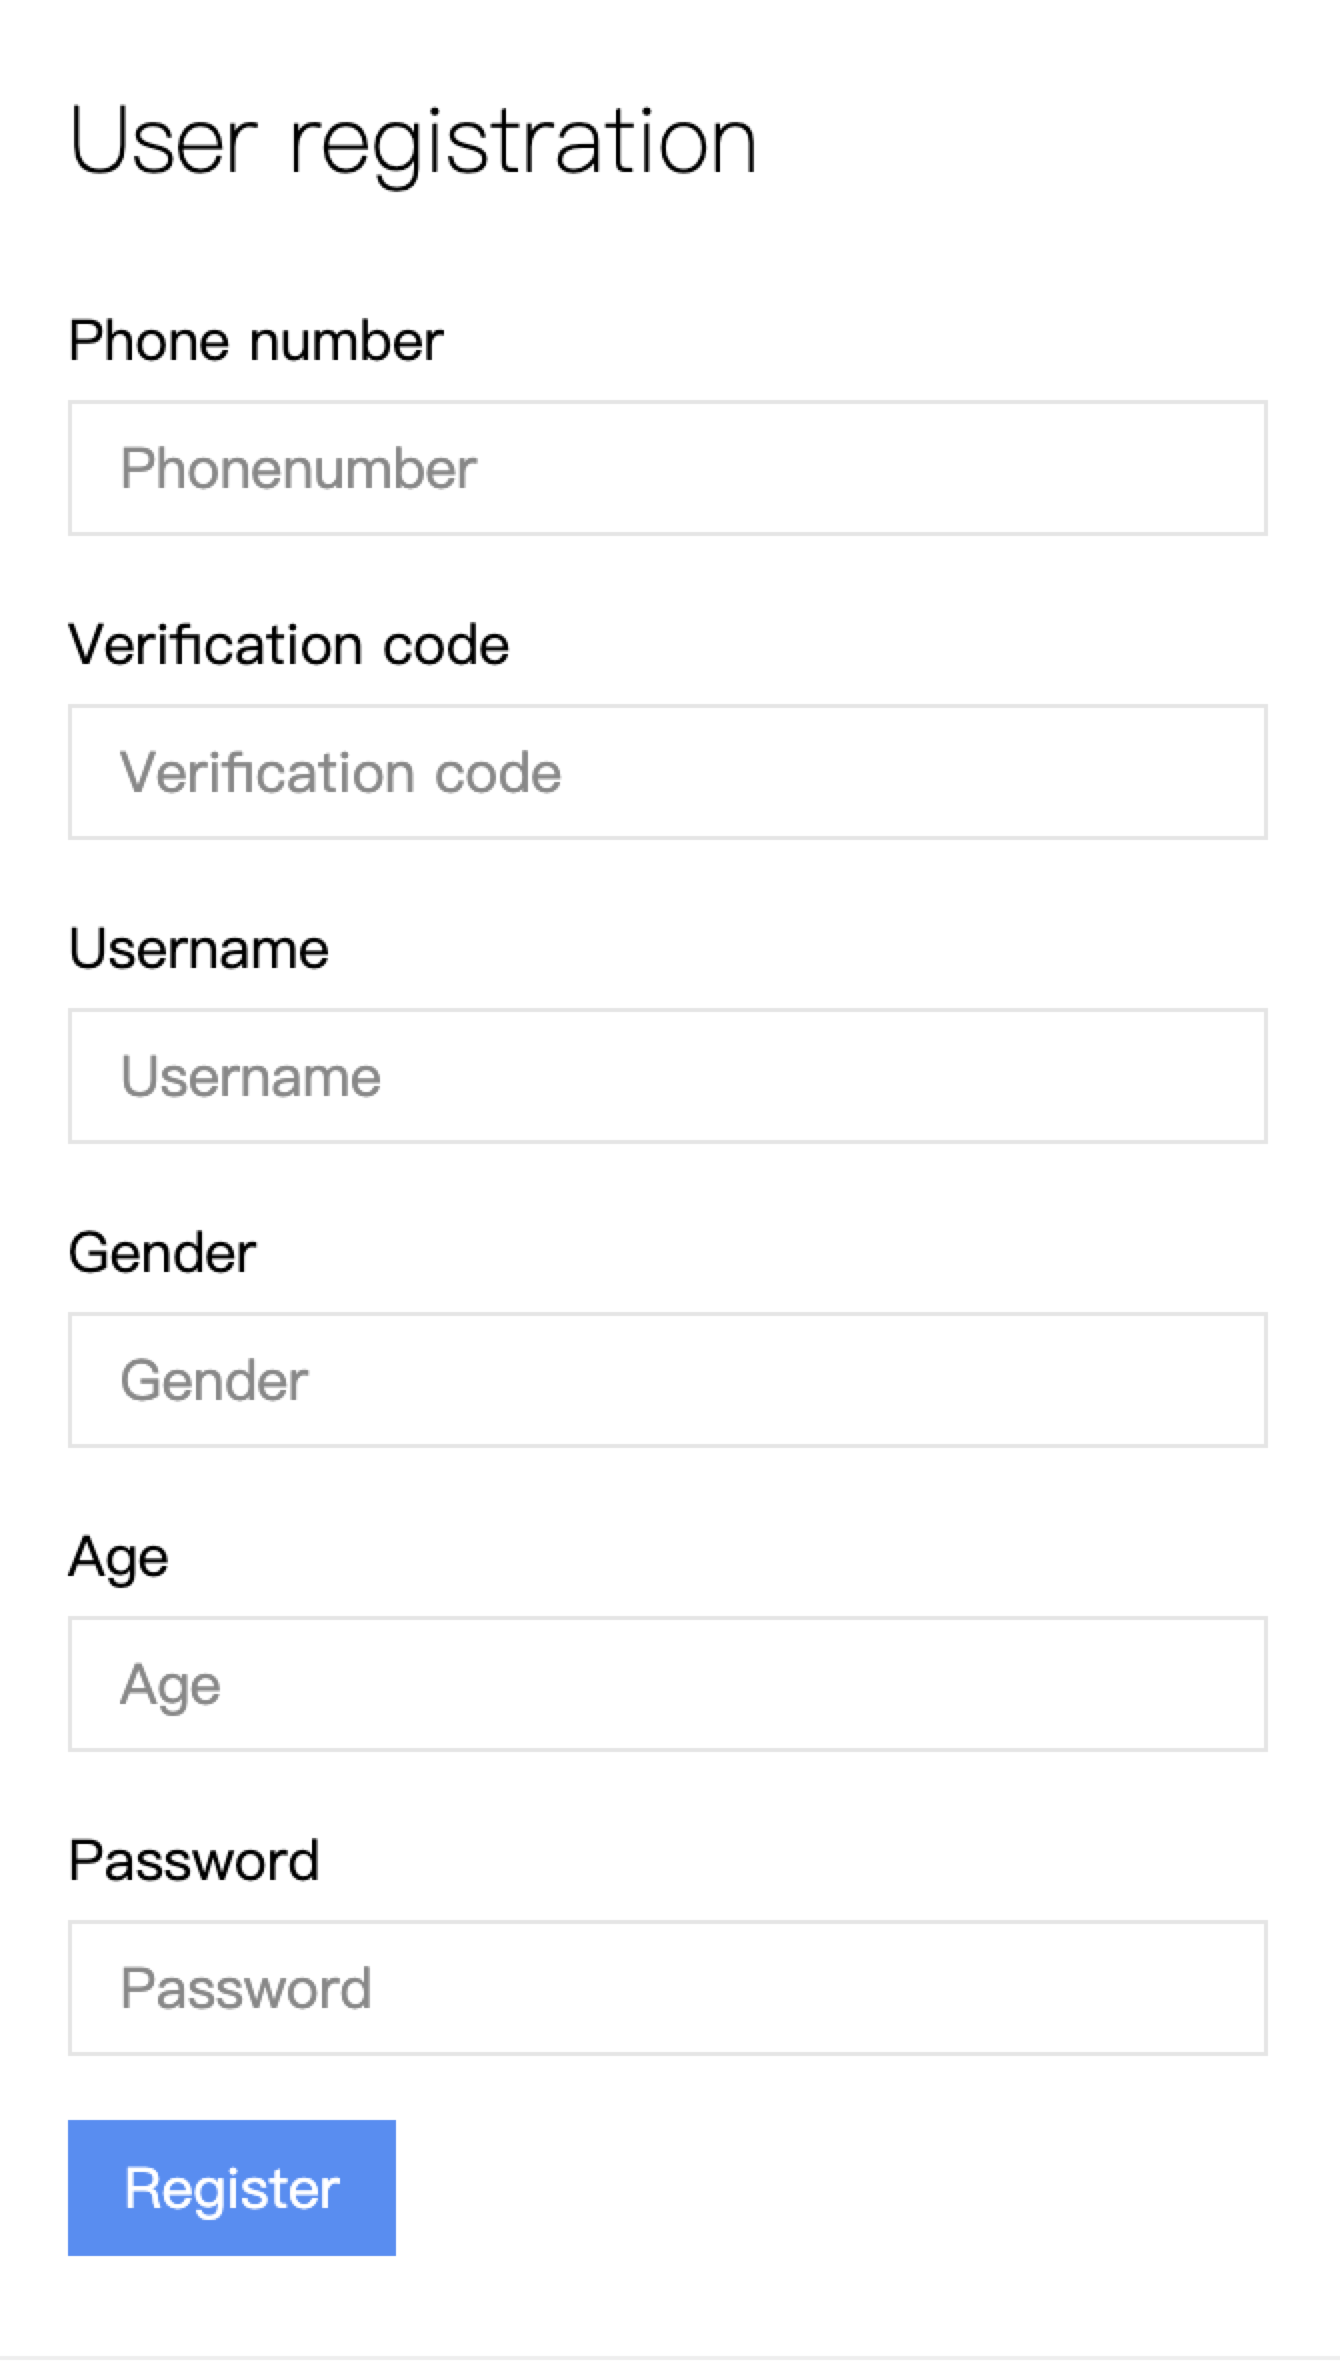 User registration
Phone number
Phonenumber
Verification code
Verification code
Username
Username
Gender
Gender
Age
Age
Password
Password
Register